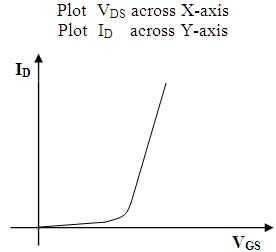 Plot V_DS across X-axis
Plot I_D across Y-axis
I_D
V_GS